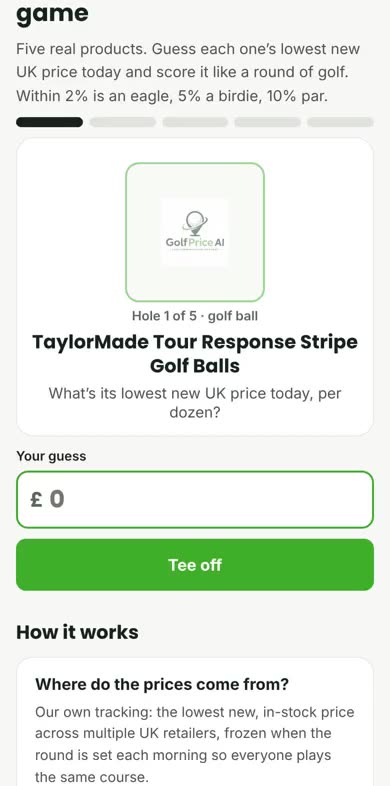 game
Five real products. Guess each one’s lowest new
UK price today and score it like a round of golf.
Within 2% is an eagle, 5% a birdie, 10% par.
GolfPrice AI
Hole 1 of 5 · golf ball
TaylorMade Tour Response Stripe
Golf Balls
What’s its lowest new UK price today, per
dozen?
Your guess
£ 0
Tee off
How it works
Where do the prices come from?
Our own tracking: the lowest new, in-stock price
across multiple UK retailers, frozen when the
round is set each morning so everyone plays
the same course.